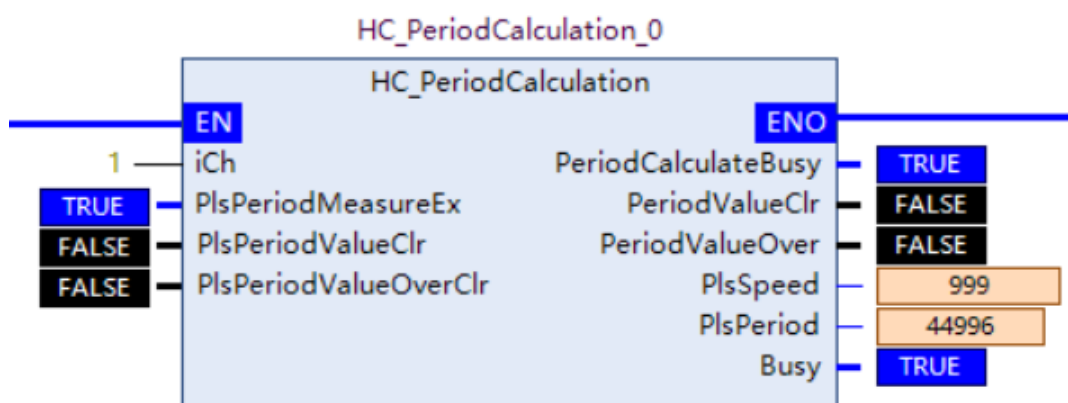 HC_PeriodCalculation_0
HC_PeriodCalculation
EN ENO
1 iCh PeriodCalculateBusy TRUE
TRUE PlsPeriodMeasureEx PeriodValueClr FALSE
FALSE PlsPeriodValueClr PeriodValueOver FALSE
FALSE PlsPeriodValueOverClr PlsSpeed 999
PlsPeriod 44996
Busy TRUE